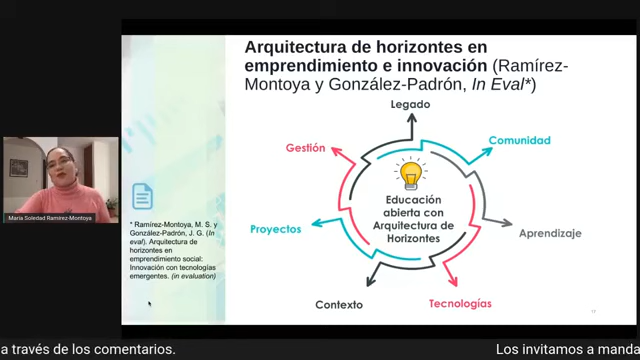 Arquitectura de horizontes en
emprendimiento e innovación (Ramírez-
Montoya y González-Padrón, In Eval*)
Legado
Gestión
Comunidad
Proyectos
Educación
abierta con
Arquitectura de
Horizontes
Aprendizaje
Contexto
Tecnologías
María Soledad Ramírez-Montoya
* Ramírez-Montoya, M. S. y
González-Padrón, J. G. (In
eval). Arquitectura de
horizontes en
emprendimiento social:
Innovación con tecnologías
emergentes. (in evaluation)
17
a través de los comentarios.
Los invitamos a manda